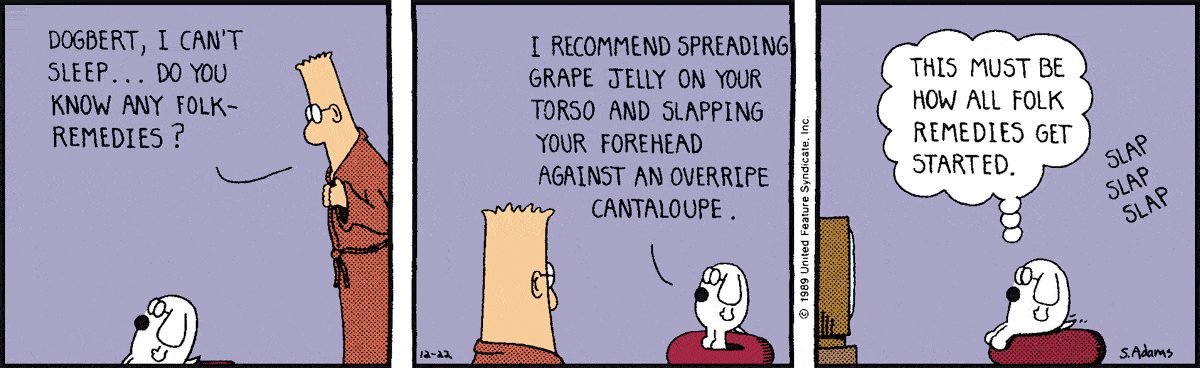 DOGBERT, I CAN'T
SLEEP... DO YOU
KNOW ANY FOLK-
REMEDIES?
I RECOMMEND SPREADING
GRAPE JELLY ON YOUR
TORSO AND SLAPPING
YOUR FOREHEAD
AGAINST AN OVERRIPE
CANTALOUPE.
12-22
© 1989 United Feature Syndicate, Inc.
THIS MUST BE
HOW ALL FOLK
REMEDIES GET
STARTED.
SLAP
SLAP
SLAP
S. Adams